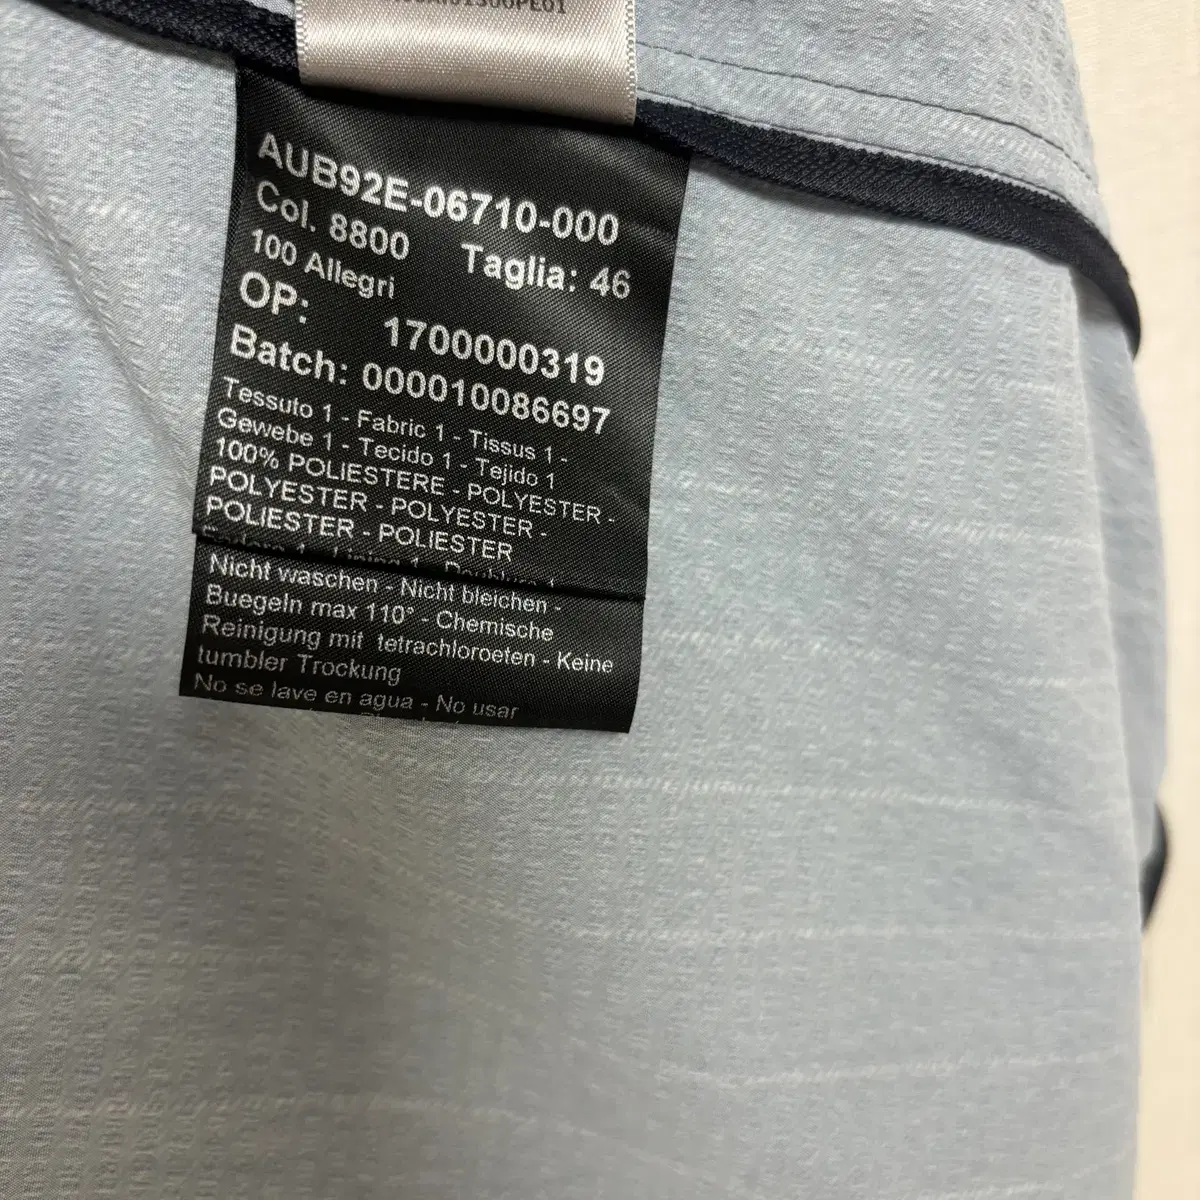 AUB92E-06710-000
Col. 8800 Taglia: 46
100 Allegri
OP: 1700000319
Batch: 000010086697
Tessuto 1 - Fabric 1 - Tissus 1 -
Gewebe 1 - Tecido 1 - Tejido 1
100% POLIESTERE - POLYESTER -
POLYESTER - POLYESTER -
POLIESTER - POLIESTER
Nicht waschen - Nicht bleichen -
Buegeln max 110° - Chemische
Reinigung mit tetrachloroeten - Keine
tumbler Trockung
No se lave en agua - No usar